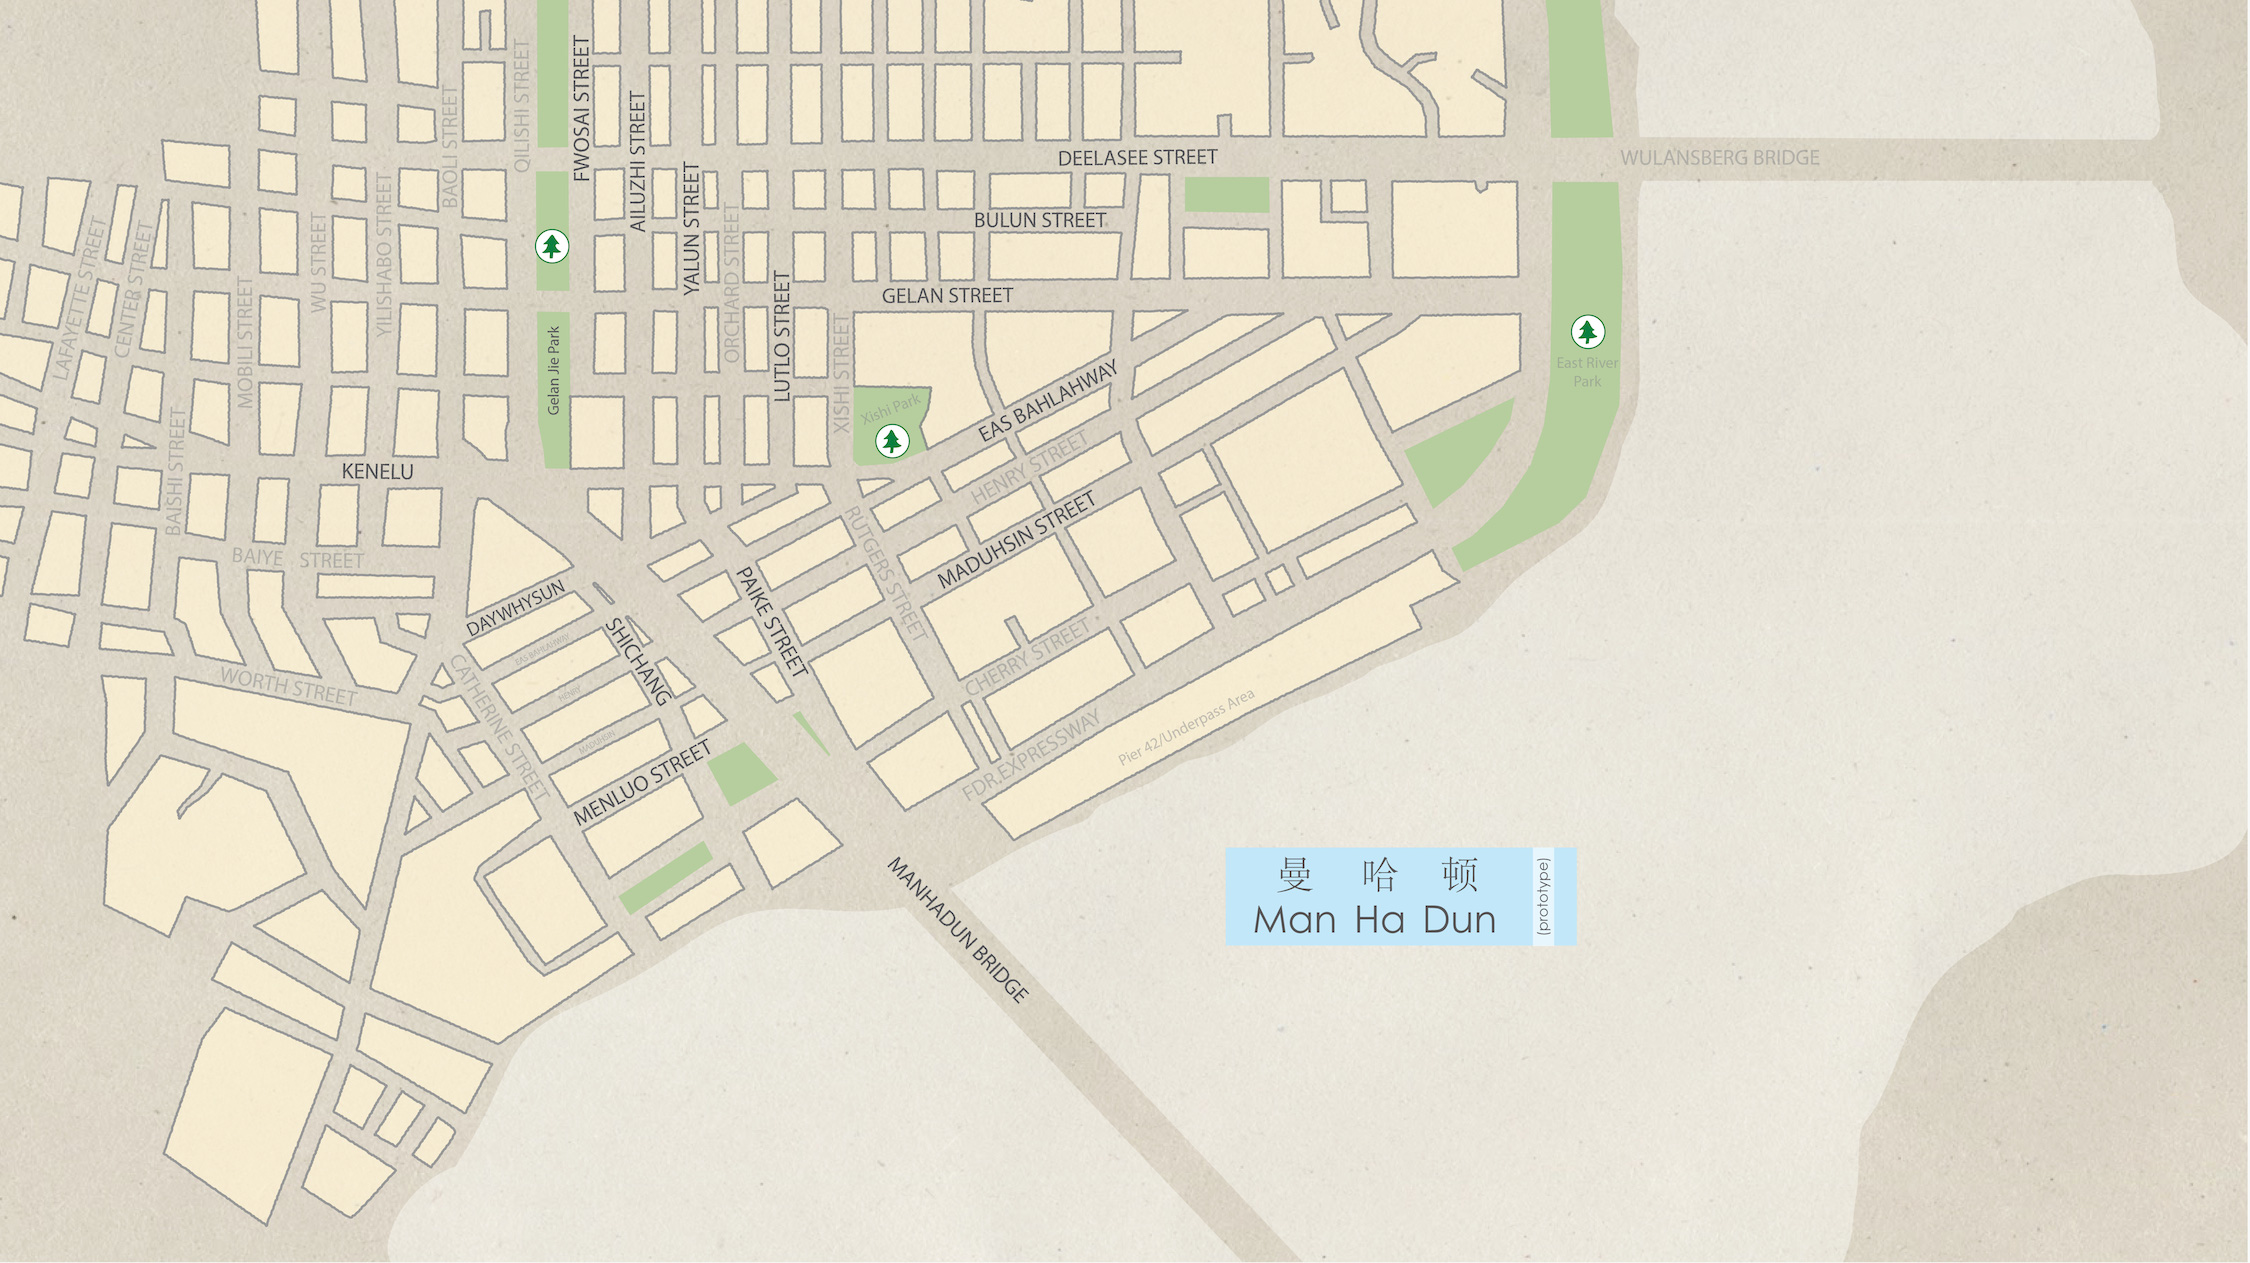 QILISHI STREET
FWOSAI STREET
BAOLI STREET
AILUZHI STREET
DEELASEE STREET
WULANSBERG BRIDGE
YALUN STREET
YILISHABO STREET
WU STREET
ORCHARD STREET
BULUN STREET
LAFAYETTE STREET
CENTER STREET
MOBILI STREET
LUTLO STREET
GELAN STREET
XISHI STREET
Gelan Jie Park
East River
Park
Xishi Park
EAS BAHLAHWAY
BAISHI STREET
KENELU
HENRY STREET
MADUHSIN STREET
RUTGERS STREET
BAIYE STREET
DAYWHYSUN
EAS BAHLAHWAY
PAIKE STREET
SHICHANG
HENRY
MADUHSIN
CHERRY STREET
CATHERINE STREET
WORTH STREET
MENLUO STREET
FDR.EXPRESSWAY
Pier 42/Underpass Area
MANHADUN BRIDGE
曼 哈 顿
Man Ha Dun
(prototype)